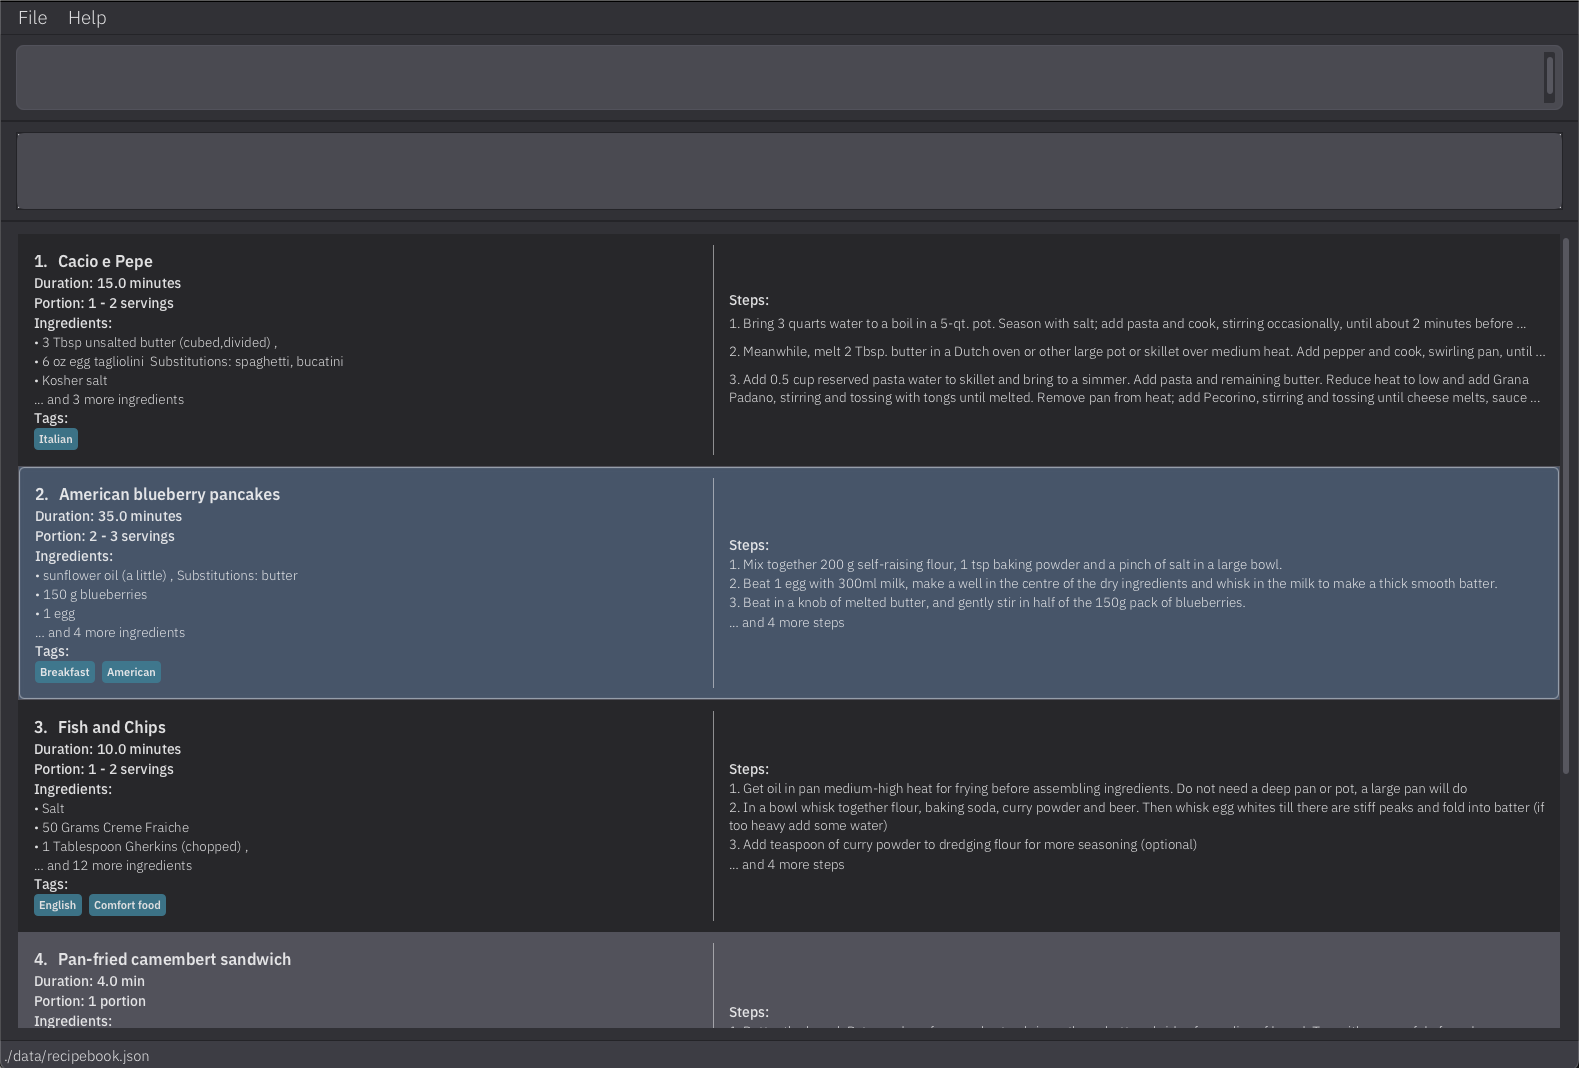 File Help
1. Cacio e Pepe
Duration: 15.0 minutes
Portion: 1 - 2 servings
Ingredients:
• 3 Tbsp unsalted butter (cubed,divided) ,
• 6 oz egg tagliolini  Substitutions: spaghetti, bucatini
• Kosher salt
... and 3 more ingredients
Tags:
Italian
Steps:
1. Bring 3 quarts water to a boil in a 5-qt. pot. Season with salt; add pasta and cook, stirring occasionally, until about 2 minutes before ...
2. Meanwhile, melt 2 Tbsp. butter in a Dutch oven or other large pot or skillet over medium heat. Add pepper and cook, swirling pan, until ...
3. Add 0.5 cup reserved pasta water to skillet and bring to a simmer. Add pasta and remaining butter. Reduce heat to low and add Grana
Padano, stirring and tossing with tongs until melted. Remove pan from heat; add Pecorino, stirring and tossing until cheese melts, sauce ...
2. American blueberry pancakes
Duration: 35.0 minutes
Portion: 2 - 3 servings
Ingredients:
• sunflower oil (a little) , Substitutions: butter
• 150 g blueberries
• 1 egg
... and 4 more ingredients
Tags:
Breakfast American
Steps:
1. Mix together 200 g self-raising flour, 1 tsp baking powder and a pinch of salt in a large bowl.
2. Beat 1 egg with 300ml milk, make a well in the centre of the dry ingredients and whisk in the milk to make a thick smooth batter.
3. Beat in a knob of melted butter, and gently stir in half of the 150g pack of blueberries.
... and 4 more steps
3. Fish and Chips
Duration: 10.0 minutes
Portion: 1 - 2 servings
Ingredients:
• Salt
• 50 Grams Creme Fraiche
• 1 Tablespoon Gherkins (chopped) ,
... and 12 more ingredients
Tags:
English Comfort food
Steps:
1. Get oil in pan medium-high heat for frying before assembling ingredients. Do not need a deep pan or pot, a large pan will do
2. In a bowl whisk together flour, baking soda, curry powder and beer. Then whisk egg whites till there are stiff peaks and fold into batter (if
too heavy add some water)
3. Add teaspoon of curry powder to dredging flour for more seasoning (optional)
... and 4 more steps
4. Pan-fried camembert sandwich
Duration: 4.0 min
Portion: 1 portion
Ingredients:
Steps:
./data/recipebook.json